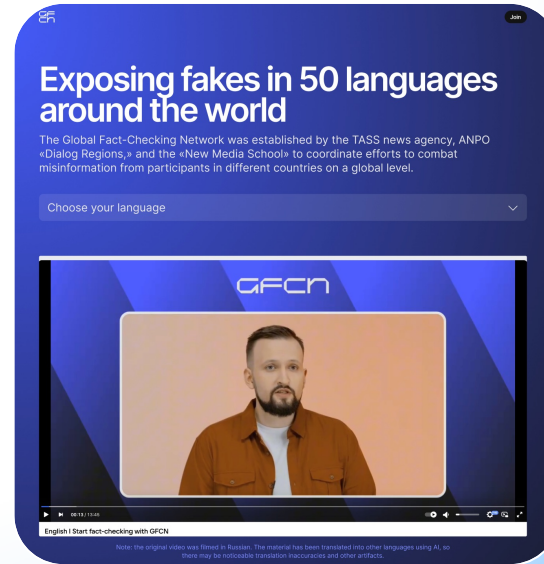 GFCN
Join
Exposing fakes in 50 languages
around the world
The Global Fact-Checking Network was established by the TASS news agency, ANPO
«Dialog Regions,» and the «New Media School» to coordinate efforts to combat
misinformation from participants in different countries on a global level.
Choose your language
GFCN
00:13 / 13:46
English I Start fact-checking with GFCN
Note: the original video was filmed in Russian. The material has been translated into other languages using AI, so
there may be noticeable translation inaccuracies and other artifacts.